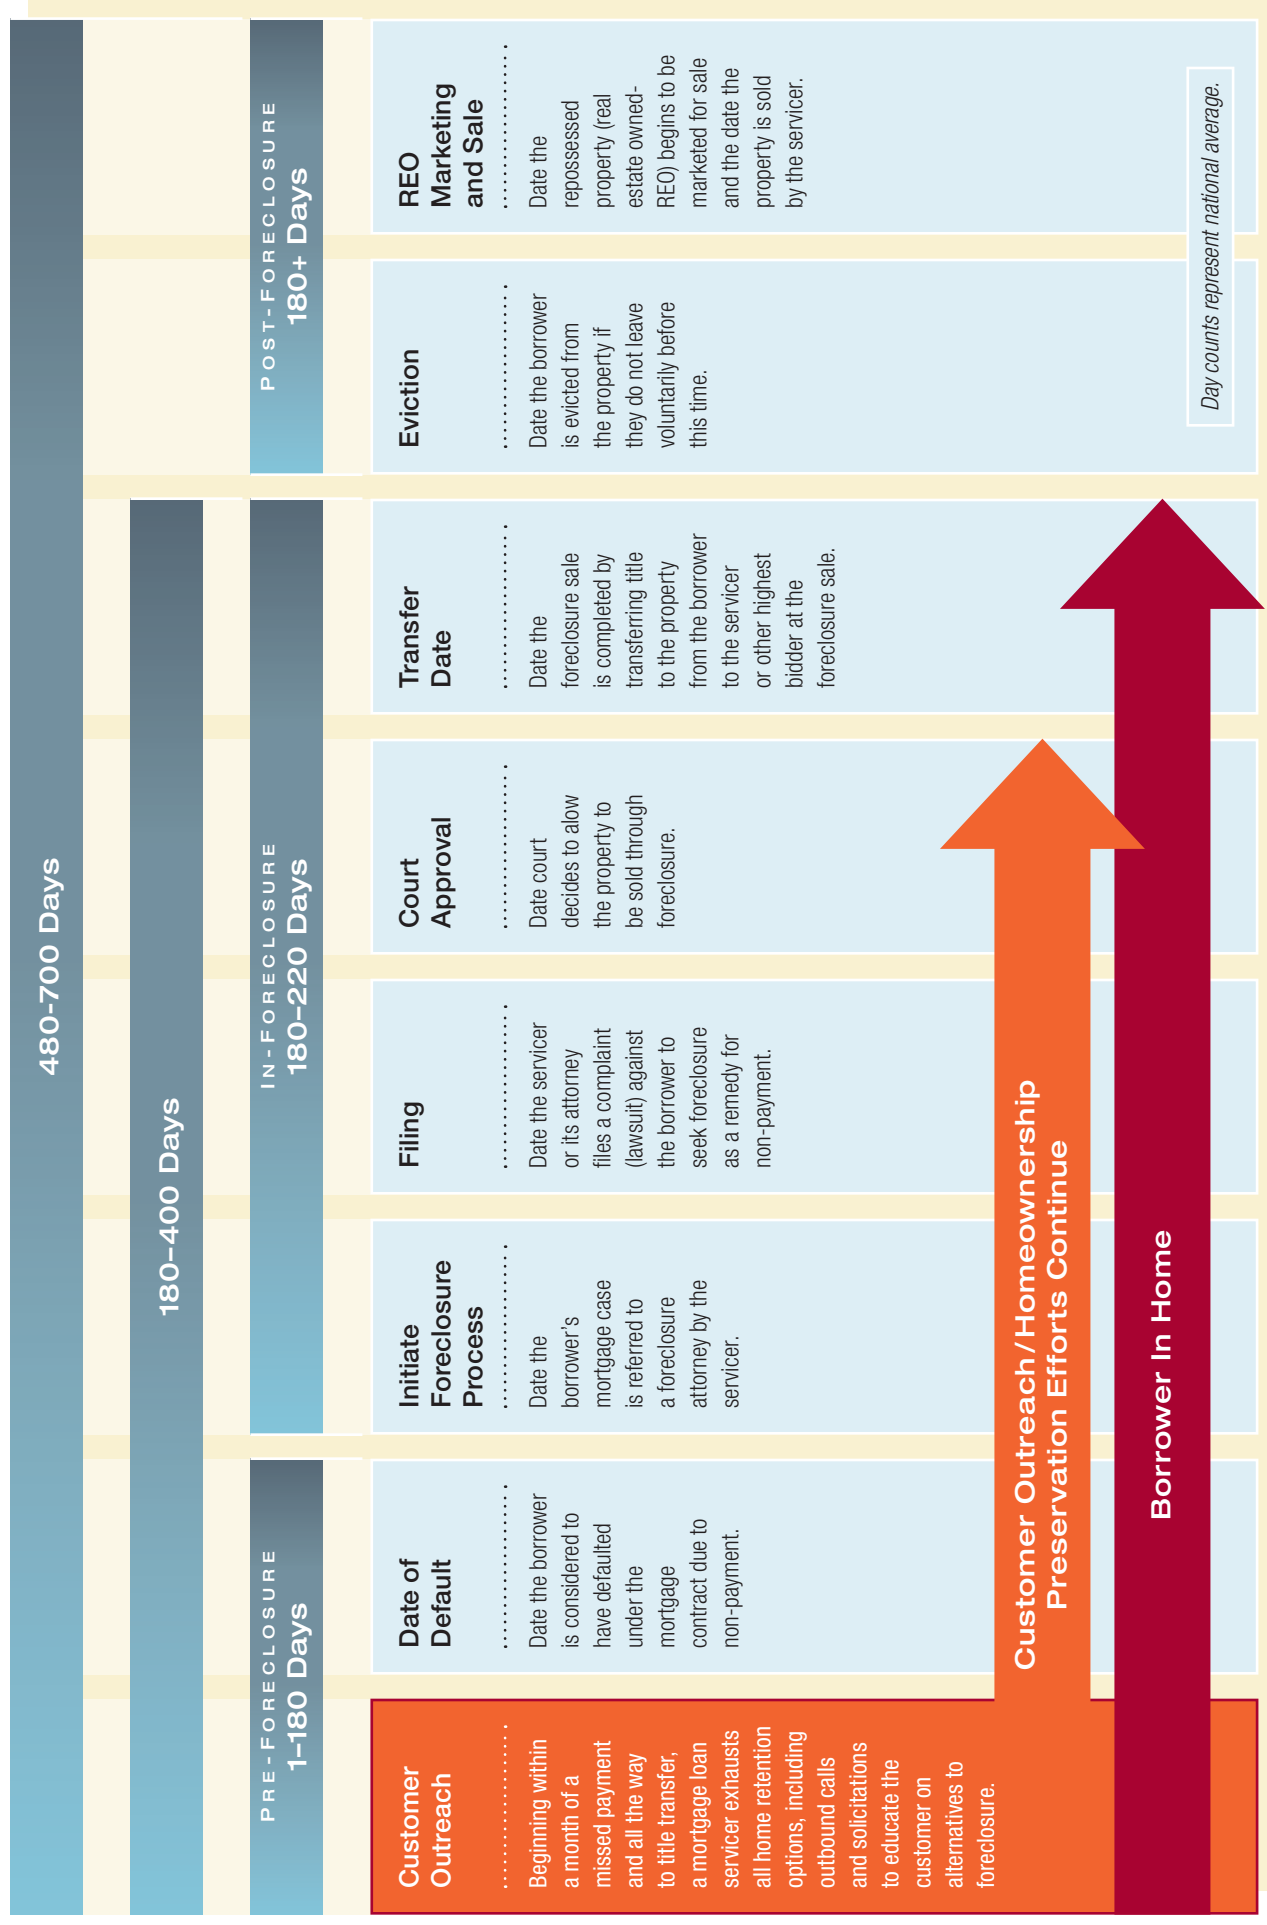 480-700 Days
180–400 Days
PRE-FORECLOSURE
1–180 Days
IN-FORECLOSURE
180–220 Days
POST-FORECLOSURE
180+ Days
Customer
Outreach
Beginning within
a month of a
missed payment
and all the way
to title transfer,
a mortgage loan
servicer exhausts
all home retention
options, including
outbound calls
and solicitations
to educate the
customer on
alternatives to
foreclosure.
Date of
Default
Date the borrower
is considered to
have defaulted
under the
mortgage
contract due to
non-payment.
Initiate
Foreclosure
Process
Date the
borrower’s
mortgage case
is referred to
a foreclosure
attorney by the
servicer.
Filing
Date the servicer
or its attorney
files a complaint
(lawsuit) against
the borrower to
seek foreclosure
as a remedy for
non-payment.
Court
Approval
Date court
decides to alow
the property to
be sold through
foreclosure.
Transfer
Date
Date the
foreclosure sale
is completed by
transferring title
to the property
from the borrower
to the servicer
or other highest
bidder at the
foreclosure sale.
Eviction
Date the borrower
is evicted from
the property if
they do not leave
voluntarily before
this time.
REO
Marketing
and Sale
Date the
repossessed
property (real
estate owned-
REO) begins to be
marketed for sale
and the date the
property is sold
by the servicer.
Customer Outreach/Homeownership
Preservation Efforts Continue
Borrower In Home
Day counts represent national average.